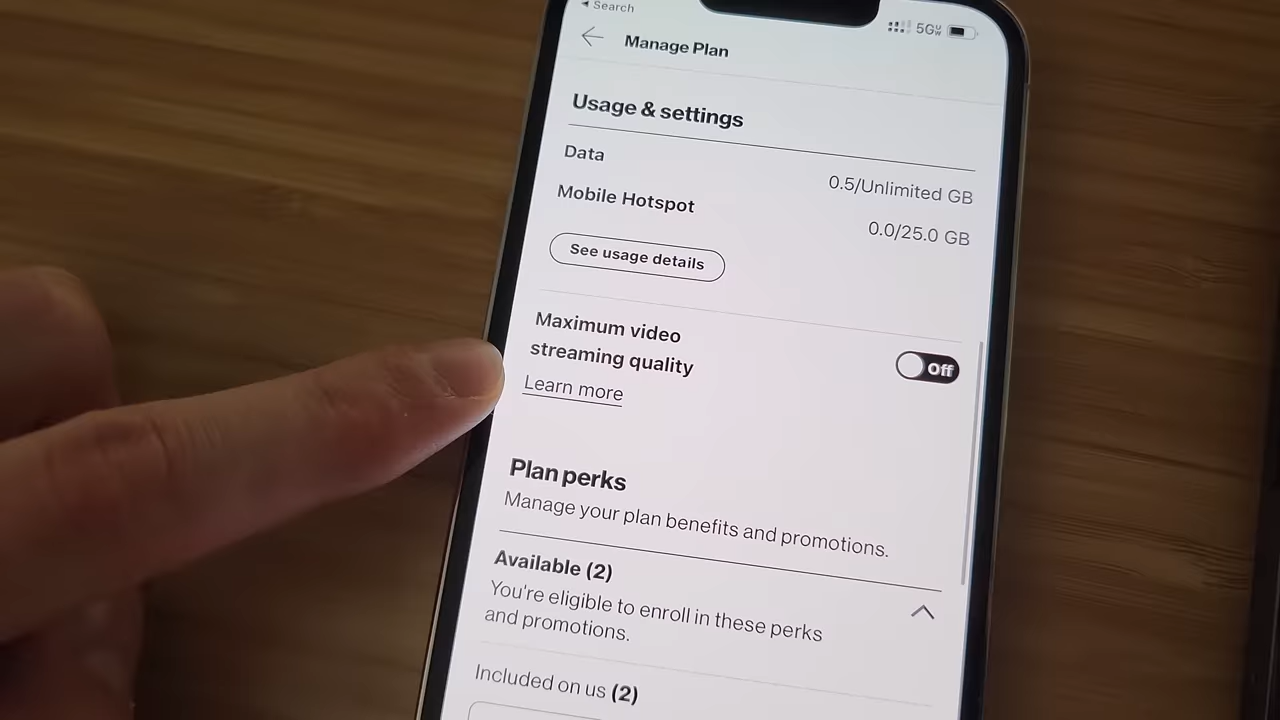 ◂ Search
5GUW
Manage Plan
Usage & settings
Data
0.5/Unlimited GB
Mobile Hotspot
0.0/25.0 GB
See usage details
Maximum video
streaming quality
Off
Learn more
Plan perks
Manage your plan benefits and promotions.
Available (2)
You're eligible to enroll in these perks
and promotions.
Included on us (2)